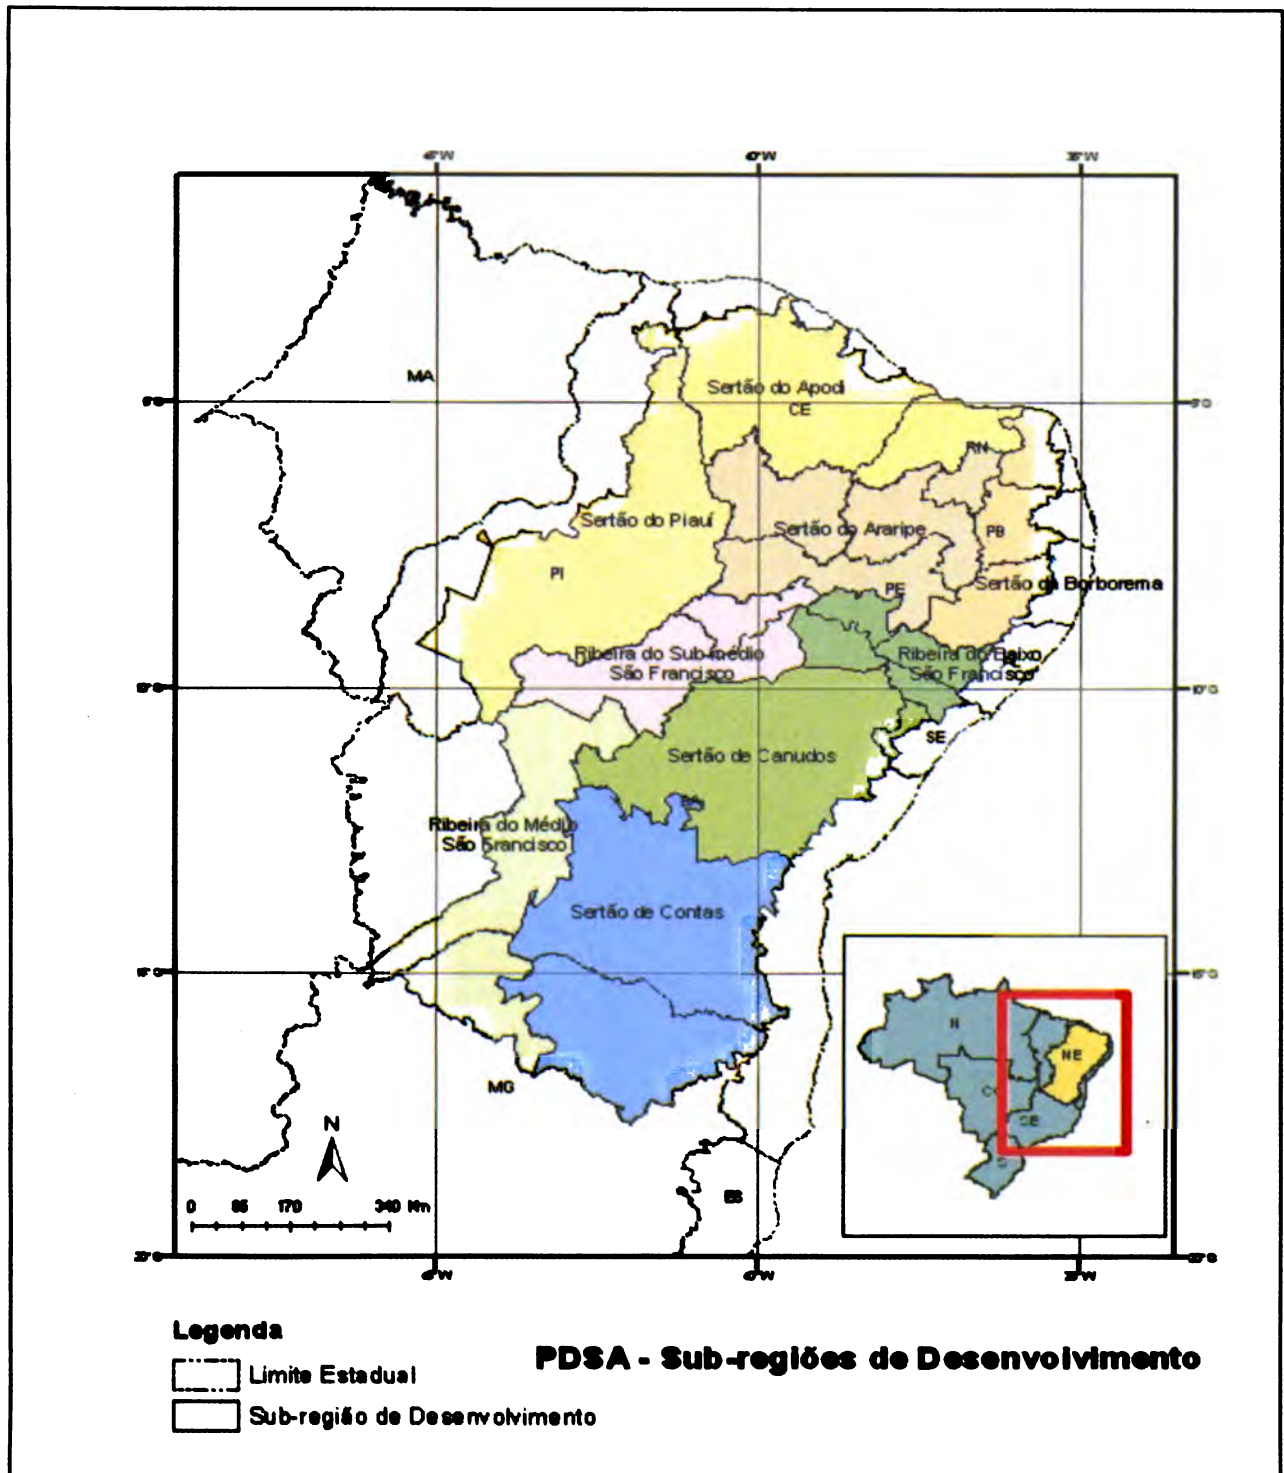 40°W
35°W
MA
Sertão do Apodi
CE
RN
Sertão do Piauí
Sertão do Araripe
PB
PI
PE
Sertão da Borborema
Ribeira do Sub-médio
São Francisco
Ribeira do Baixo
São Francisco
SE
Sertão de Canudos
Ribeira do Médio
São Francisco
Sertão de Contas
N
NE
MG
N
0 85 170 340 Km
ES
Legenda
Limite Estadual
Sub-região de Desenvolvimento
PDSA - Sub-regiões de Desenvolvimento